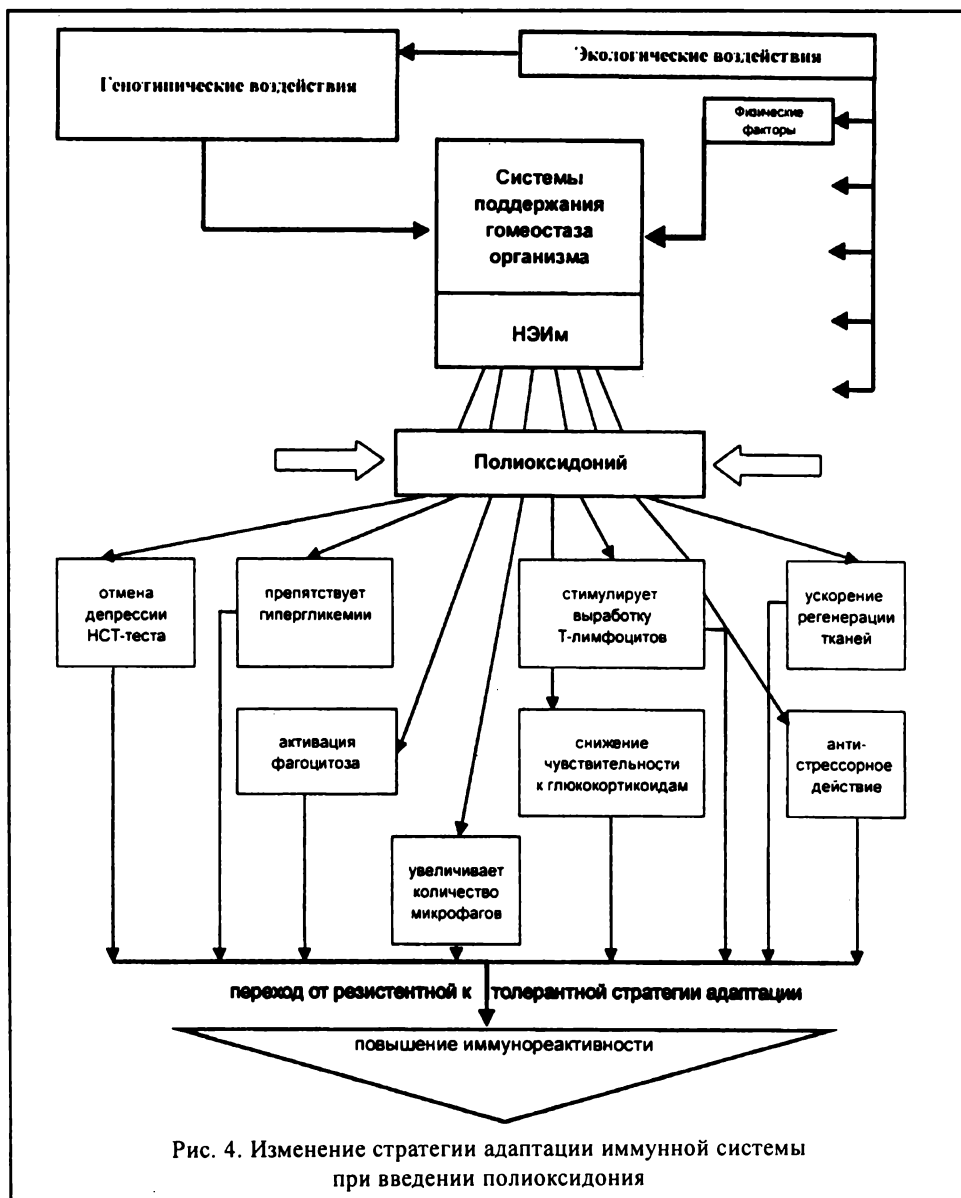 Экологические воздействия
Генотипические воздействия
Физические
факторы
Системы
поддержания
гомеостаза
организма
НЭИм
Полиоксидоний
отмена
депрессии
НСТ-теста
препятствует
гипергликемии
стимулирует
выработку
Т-лимфоцитов
ускорение
регенерации
тканей
активация
фагоцитоза
снижение
чувствительности
к глюкокортикоидам
анти-
стрессорное
действие
увеличивает
количество
микрофагов
переход от резистентной к толерантной стратегии адаптации
повышение иммунореактивности
Рис. 4. Изменение стратегии адаптации иммунной системы
при введении полиоксидония